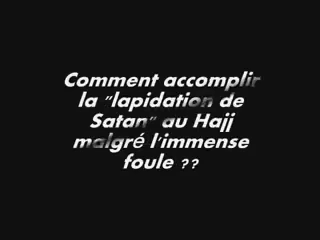 Comment accomplir
la "lapidation de
Satan" au Hajj
malgré l'immense
foule ??